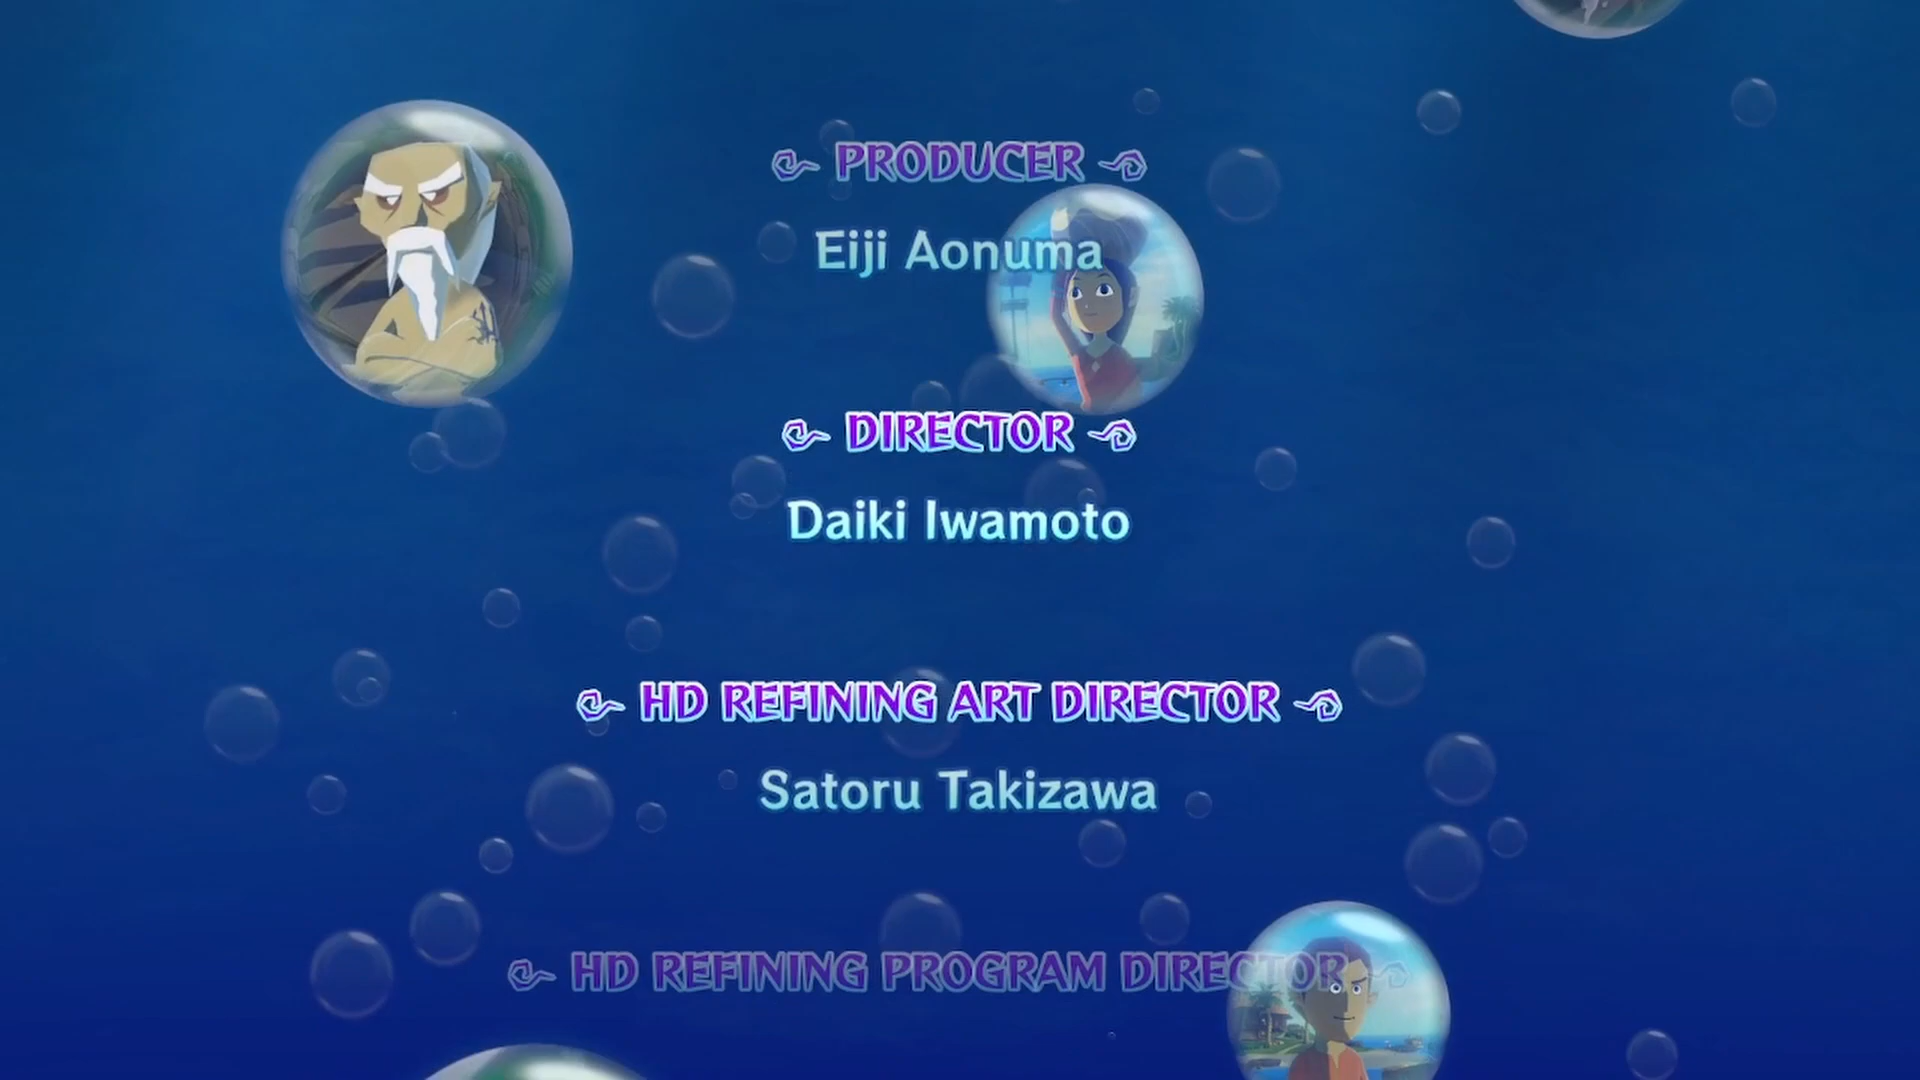 PRODUCER
Eiji Aonuma
DIRECTOR
Daiki Iwamoto
HD REFINING ART DIRECTOR
Satoru Takizawa
HD REFINING PROGRAM DIRECTOR